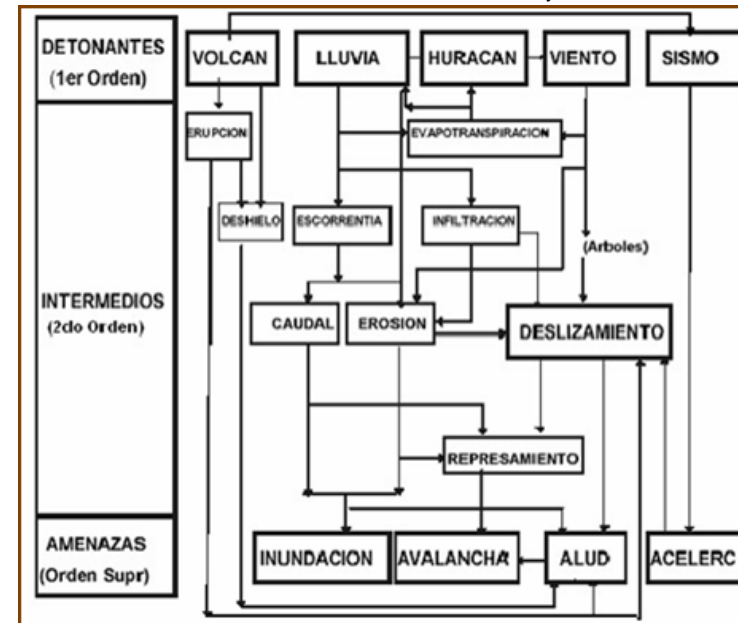 DETONANTES
(1er Orden)
VOLCAN
LLUVIA
HURACAN
VIENTO
SISMO
ERUPCION
EVAPOTRANSPIRACION
DESHIELO
ESCORRENTIA
INFILTRACION
(Arboles)
INTERMEDIOS
(2do Orden)
CAUDAL
EROSION
DESLIZAMIENTO
REPRESAMIENTO
AMENAZAS
(Orden Supr)
INUNDACION
AVALANCHA
ALUD
ACELERC